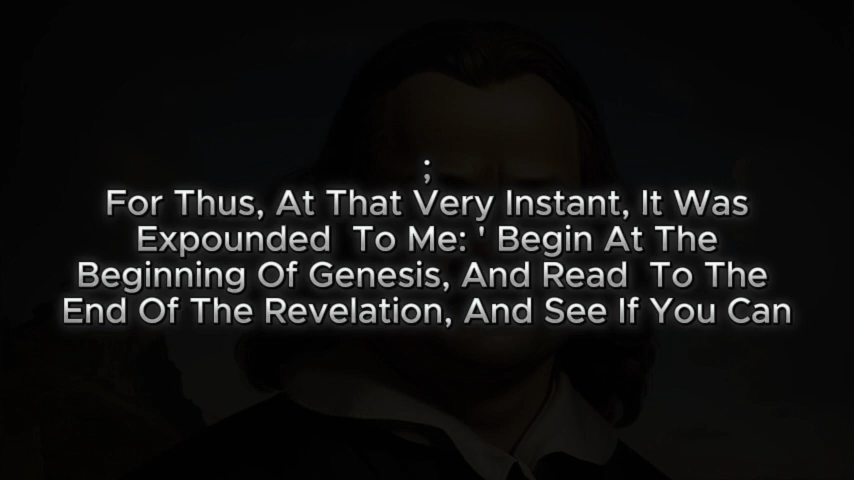 ;
For Thus, At That Very Instant, It Was
Expounded  To Me: ' Begin At The
Beginning Of Genesis, And Read  To The
End Of The Revelation, And See If You Can